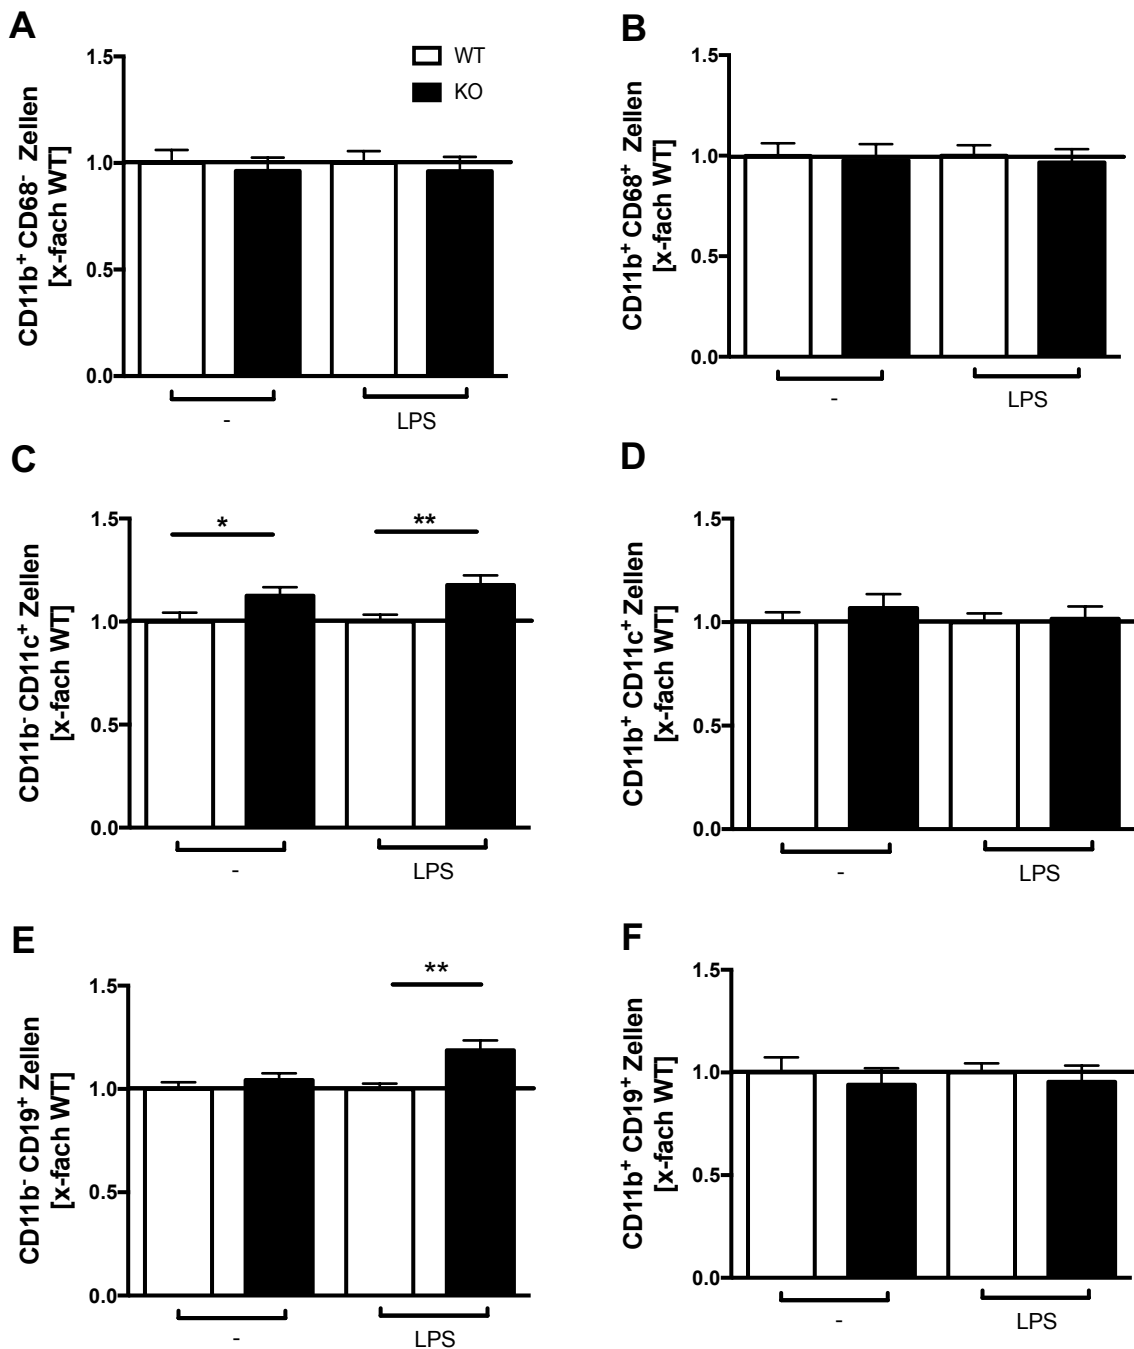 A
CD11b+ CD68- Zellen
[x-fach WT]
1.5
1.0
0.5
0.0
WT
KO
-
LPS
B
CD11b+ CD68+ Zellen
[x-fach WT]
1.5
1.0
0.5
0.0
-
LPS
C
CD11b- CD11c+ Zellen
[x-fach WT]
1.5
1.0
0.5
0.0
*
**
-
LPS
D
CD11b+ CD11c+ Zellen
[x-fach WT]
1.5
1.0
0.5
0.0
-
LPS
E
CD11b- CD19+ Zellen
[x-fach WT]
1.5
1.0
0.5
0.0
**
-
LPS
F
CD11b+ CD19+ Zellen
[x-fach WT]
1.5
1.0
0.5
0.0
-
LPS